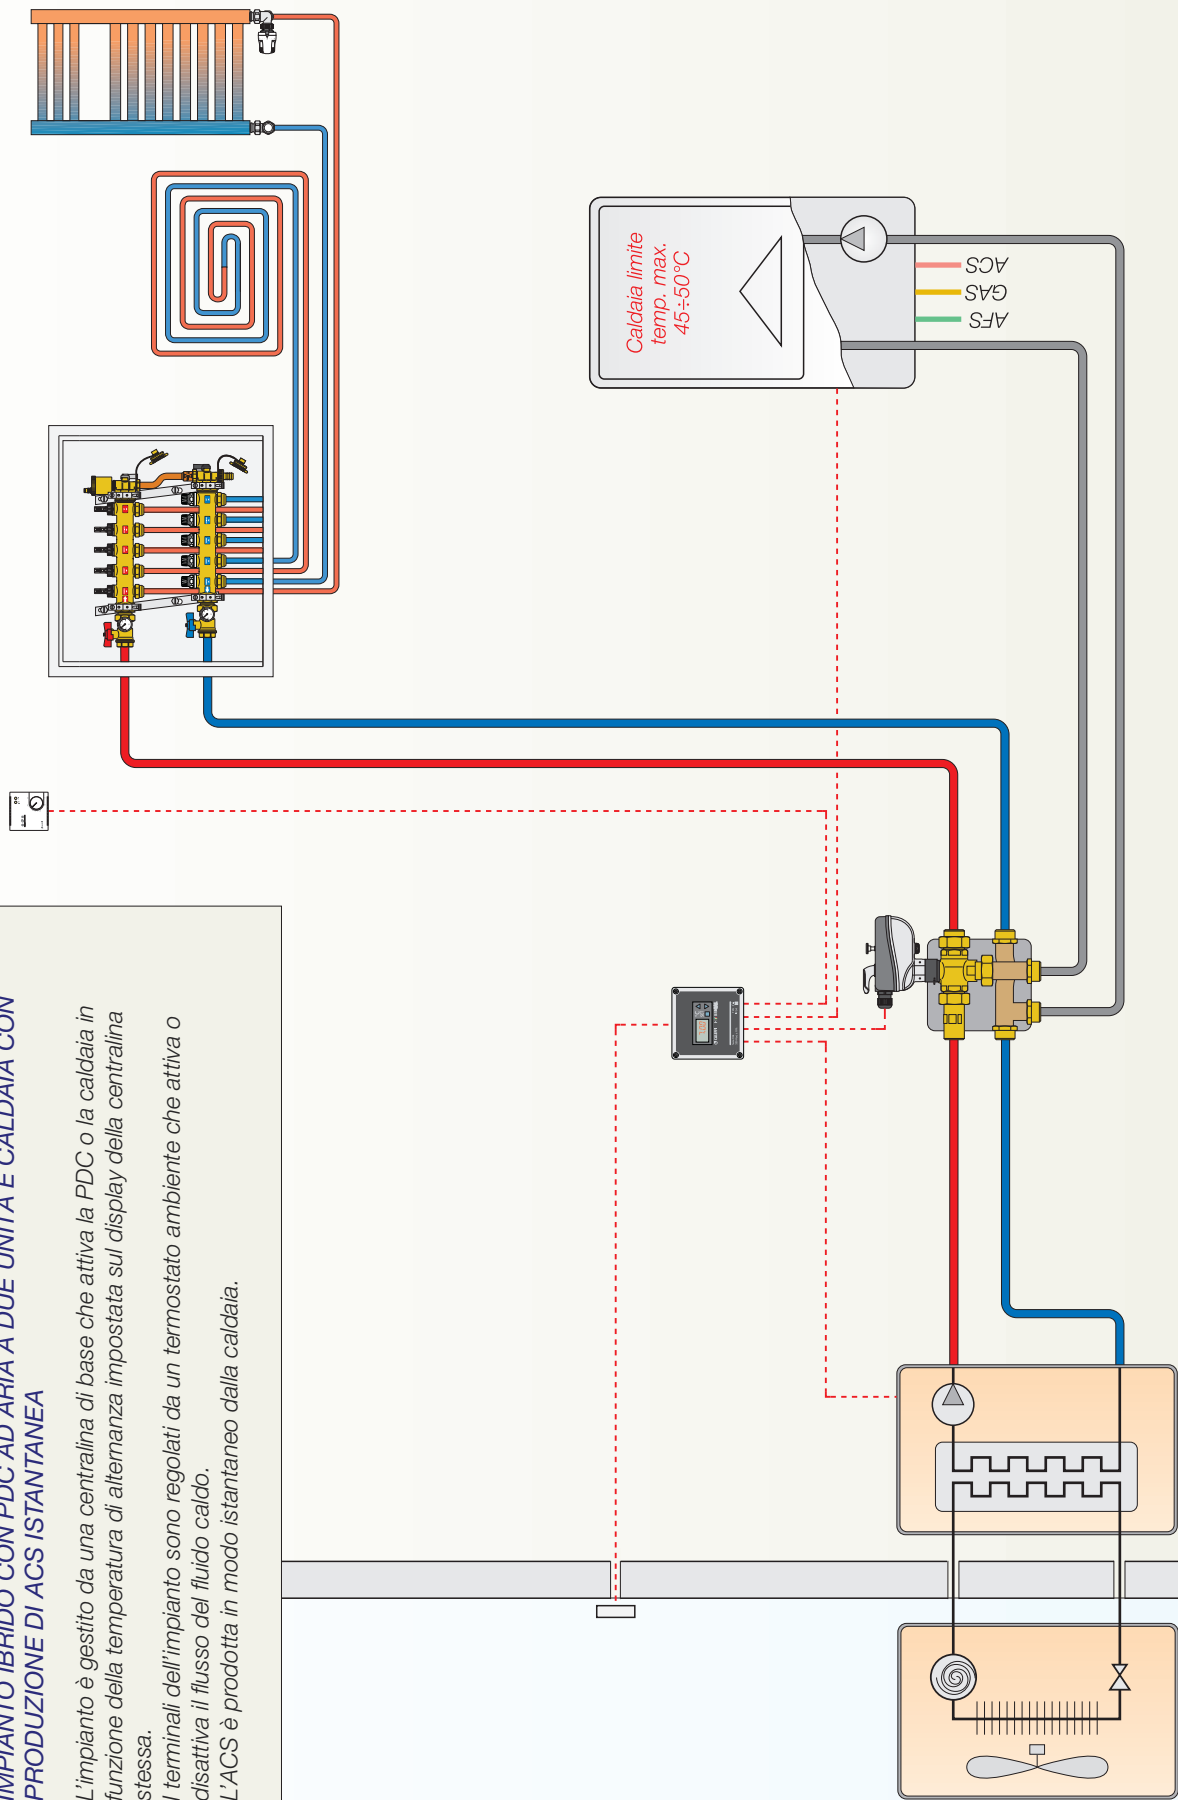 IMPIANTO IBRIDO CON PDC AD ARIA A DUE UNITÀ E CALDAIA CON
PRODUZIONE DI ACS ISTANTANEA
L'impianto è gestito da una centralina di base che attiva la PDC o la caldaia in
funzione della temperatura di alternanza impostata sul display della centralina
stessa.
I terminali dell'impianto sono regolati da un termostato ambiente che attiva o
disattiva il flusso del fluido caldo.
L'ACS è prodotta in modo istantaneo dalla caldaia.
Caldaia limite
temp. max.
45÷50°C
ACS
GAS
AFS